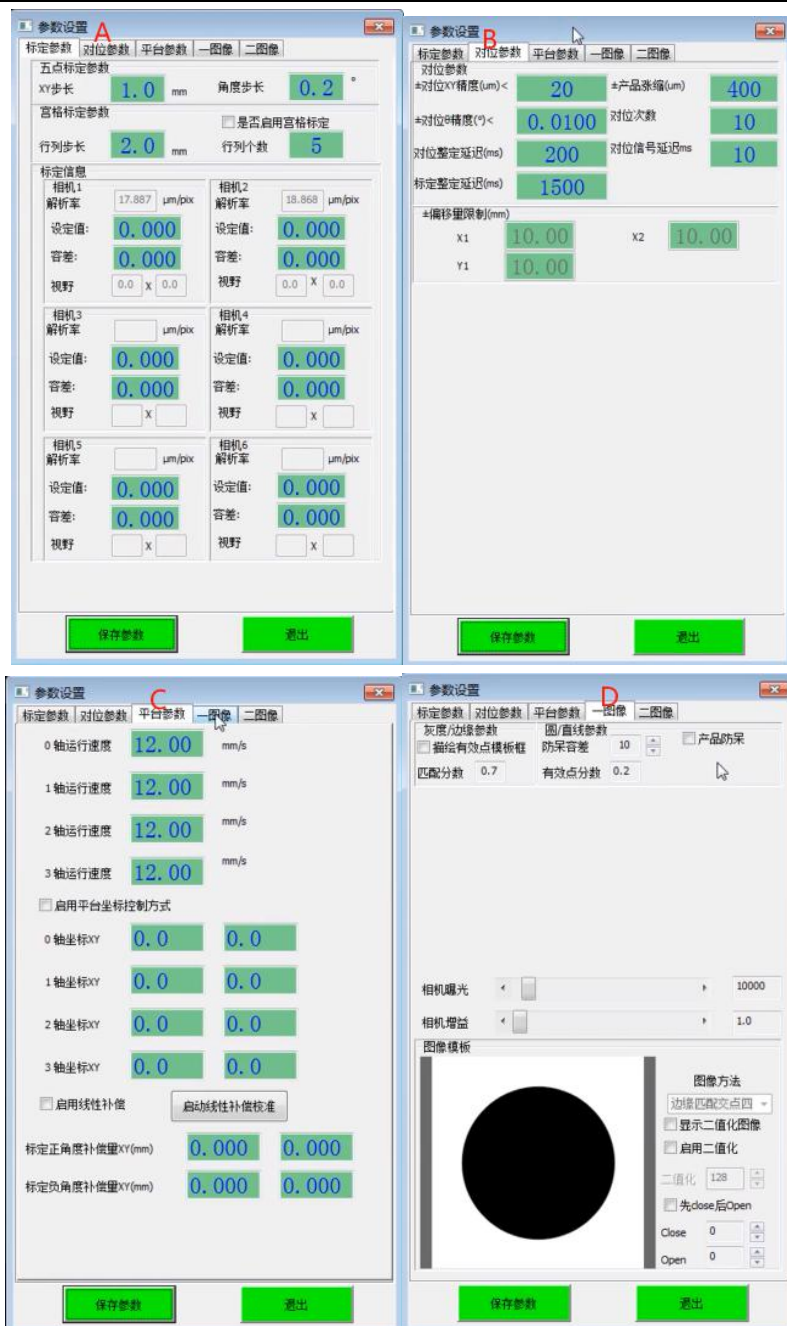 参数设置
A
标定参数 对位参数 平台参数 一图像 二图像
五点标定参数
XY步长 1.0 mm 角度步长 0.2 °
宫格标定参数
是否启用宫格标定
行列步长 2.0 mm 行列个数 5
标定信息
相机1 相机2
解析率 17.887 μm/pix 解析率 18.868 μm/pix
设定值: 0.000 设定值: 0.000
容差: 0.000 容差: 0.000
视野 0.0 X 0.0 视野 0.0 X 0.0
相机3 相机4
解析率 μm/pix 解析率 μm/pix
设定值: 0.000 设定值: 0.000
容差: 0.000 容差: 0.000
视野 X 视野 X
相机5 相机6
解析率 μm/pix 解析率 μm/pix
设定值: 0.000 设定值: 0.000
容差: 0.000 容差: 0.000
视野 X 视野 X
保存参数 退出
参数设置
B
标定参数 对位参数 平台参数 一图像 二图像
对位参数
±对位XY精度(um)< 20 ±产品涨缩(um) 400
±对位θ精度(°)< 0.0100 对位次数 10
对位整定延迟(ms) 200 对位信号延迟ms 10
标定整定延迟(ms) 1500
±偏移量限制(mm)
X1 10.00 X2 10.00
Y1 10.00
保存参数 退出
参数设置
C
标定参数 对位参数 平台参数 一图像 二图像
0轴运行速度 12.00 mm/s
1轴运行速度 12.00 mm/s
2轴运行速度 12.00 mm/s
3轴运行速度 12.00 mm/s
启用平台坐标控制方式
0轴坐标XY 0.0 0.0
1轴坐标XY 0.0 0.0
2轴坐标XY 0.0 0.0
3轴坐标XY 0.0 0.0
启用线性补偿 启动线性补偿校准
标定正角度补偿量XY(mm) 0.000 0.000
标定负角度补偿量XY(mm) 0.000 0.000
保存参数 退出
参数设置
D
标定参数 对位参数 平台参数 一图像 二图像
灰度/边缘参数 圆/直线参数
描绘有效点模板框 防呆容差 10 产品防呆
匹配分数 0.7 有效点分数 0.2
相机曝光 10000
相机增益 1.0
图像模板
图像方法
边缘匹配交点四
显示二值化图像
启用二值化
二值化 128
先close后Open
Close 0
Open 0
保存参数 退出